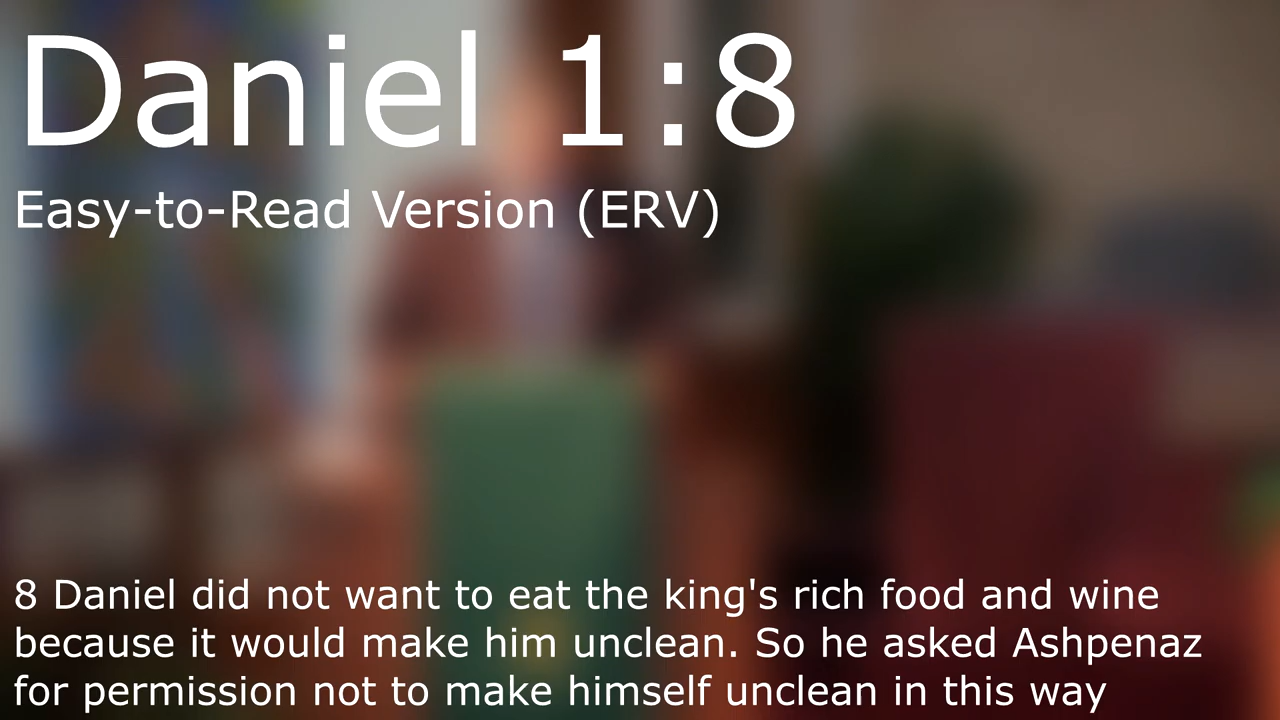 Daniel 1:8
Easy-to-Read Version (ERV)
8 Daniel did not want to eat the king's rich food and wine
because it would make him unclean. So he asked Ashpenaz
for permission not to make himself unclean in this way